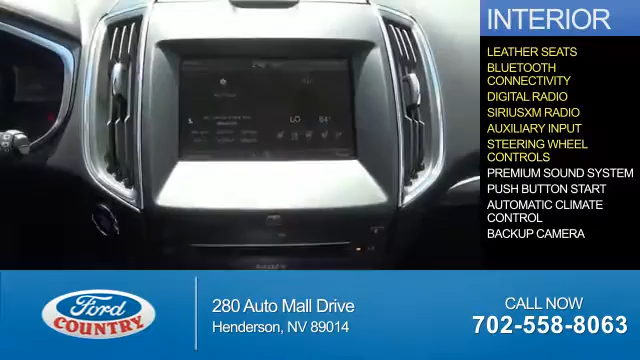 INTERIOR
LEATHER SEATS
BLUETOOTH
CONNECTIVITY
DIGITAL RADIO
SIRIUSXM RADIO
AUXILIARY INPUT
STEERING WHEEL
CONTROLS
PREMIUM SOUND SYSTEM
PUSH BUTTON START
AUTOMATIC CLIMATE
CONTROL
BACKUP CAMERA
LO 84°
Ford
COUNTRY
280 Auto Mall Drive
Henderson, NV 89014
CALL NOW
702-558-8063